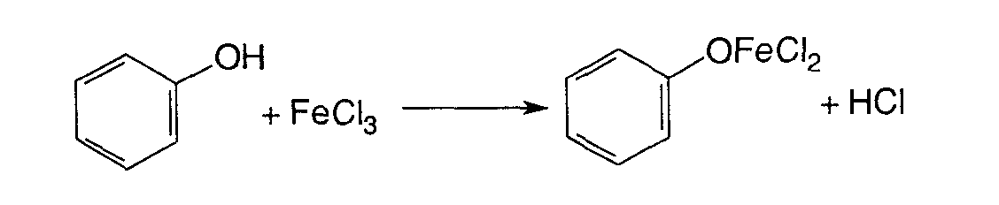 OH + FeCl₃ OFeCl₂ + HCl